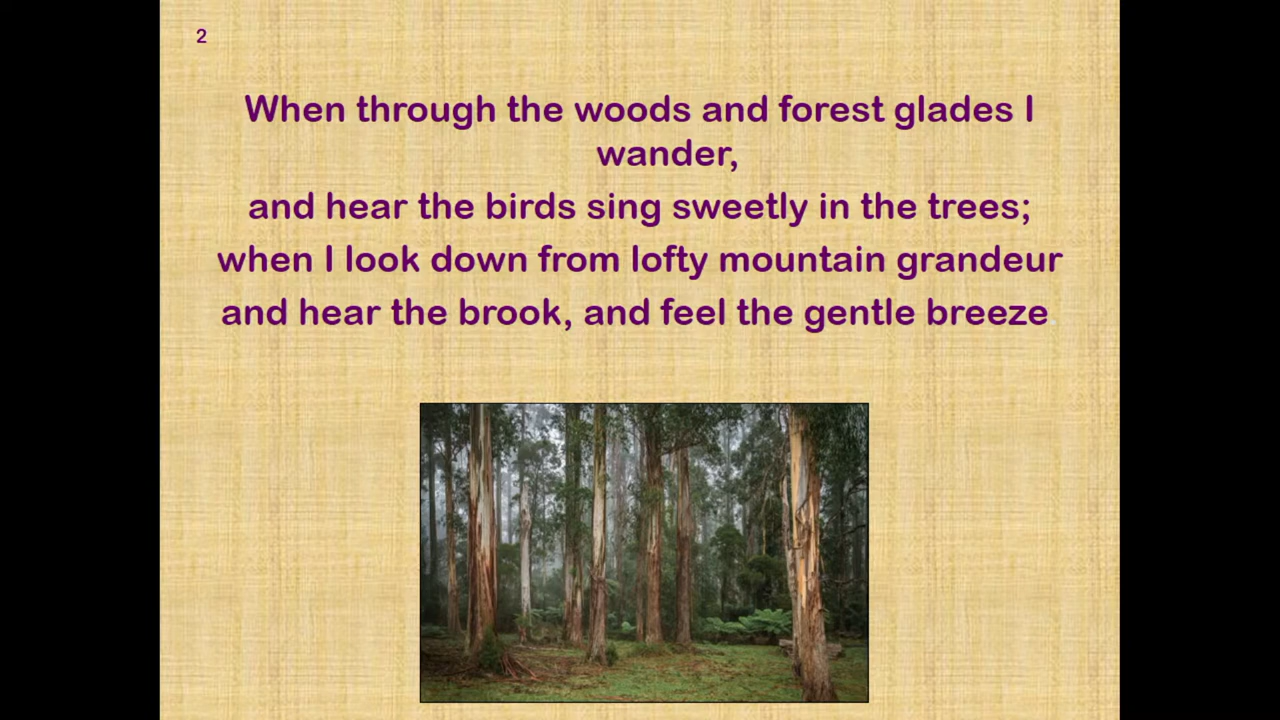 2
When through the woods and forest glades I
wander,
and hear the birds sing sweetly in the trees;
when I look down from lofty mountain grandeur
and hear the brook, and feel the gentle breeze.